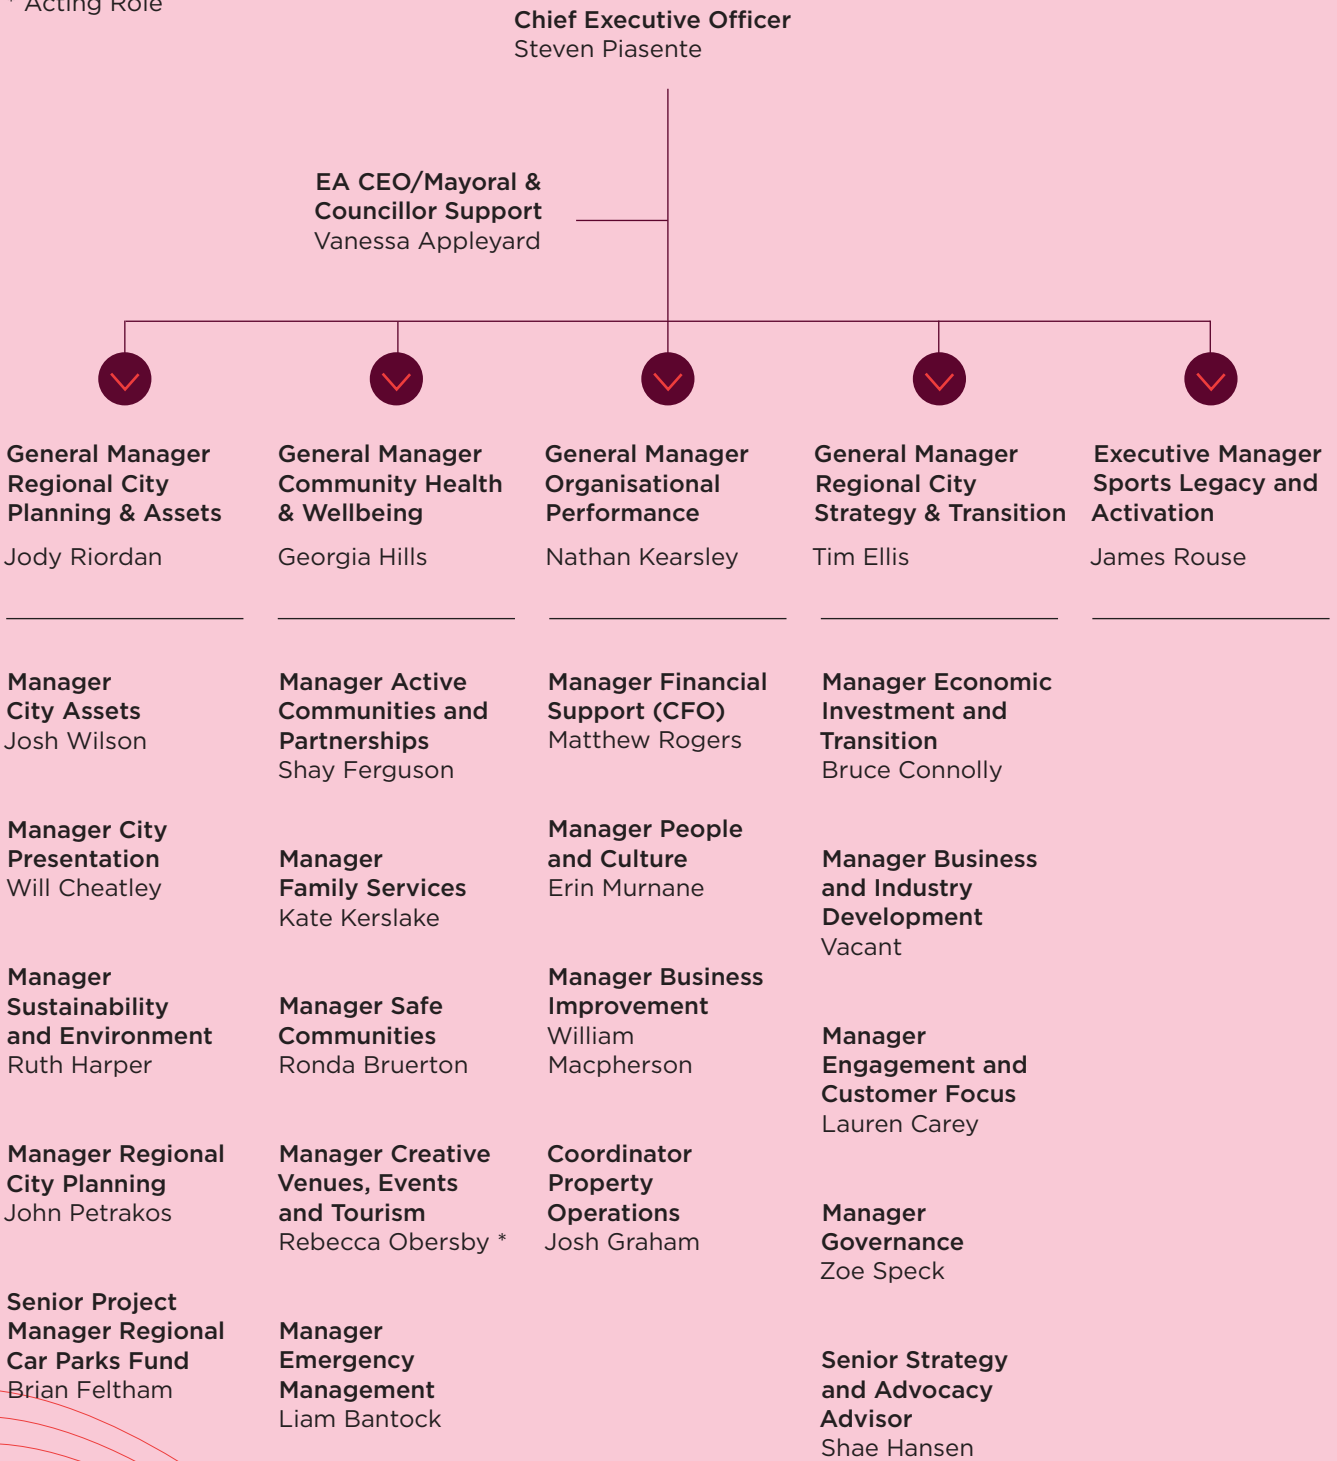 * Acting Role
Chief Executive Officer
Steven Piasente
EA CEO/Mayoral &
Councillor Support
Vanessa Appleyard
General Manager
Regional City
Planning & Assets
Jody Riordan
General Manager
Community Health
& Wellbeing
Georgia Hills
General Manager
Organisational
Performance
Nathan Kearsley
General Manager
Regional City
Strategy & Transition
Tim Ellis
Executive Manager
Sports Legacy and
Activation
James Rouse
Manager
City Assets
Josh Wilson
Manager City
Presentation
Will Cheatley
Manager
Sustainability
and Environment
Ruth Harper
Manager Regional
City Planning
John Petrakos
Senior Project
Manager Regional
Car Parks Fund
Brian Feltham
Manager Active
Communities and
Partnerships
Shay Ferguson
Manager
Family Services
Kate Kerslake
Manager Safe
Communities
Ronda Bruerton
Manager Creative
Venues, Events
and Tourism
Rebecca Obersby *
Manager
Emergency
Management
Liam Bantock
Manager Financial
Support (CFO)
Matthew Rogers
Manager People
and Culture
Erin Murnane
Manager Business
Improvement
William
Macpherson
Coordinator
Property
Operations
Josh Graham
Manager Economic
Investment and
Transition
Bruce Connolly
Manager Business
and Industry
Development
Vacant
Manager
Engagement and
Customer Focus
Lauren Carey
Manager
Governance
Zoe Speck
Senior Strategy
and Advocacy
Advisor
Shae Hansen